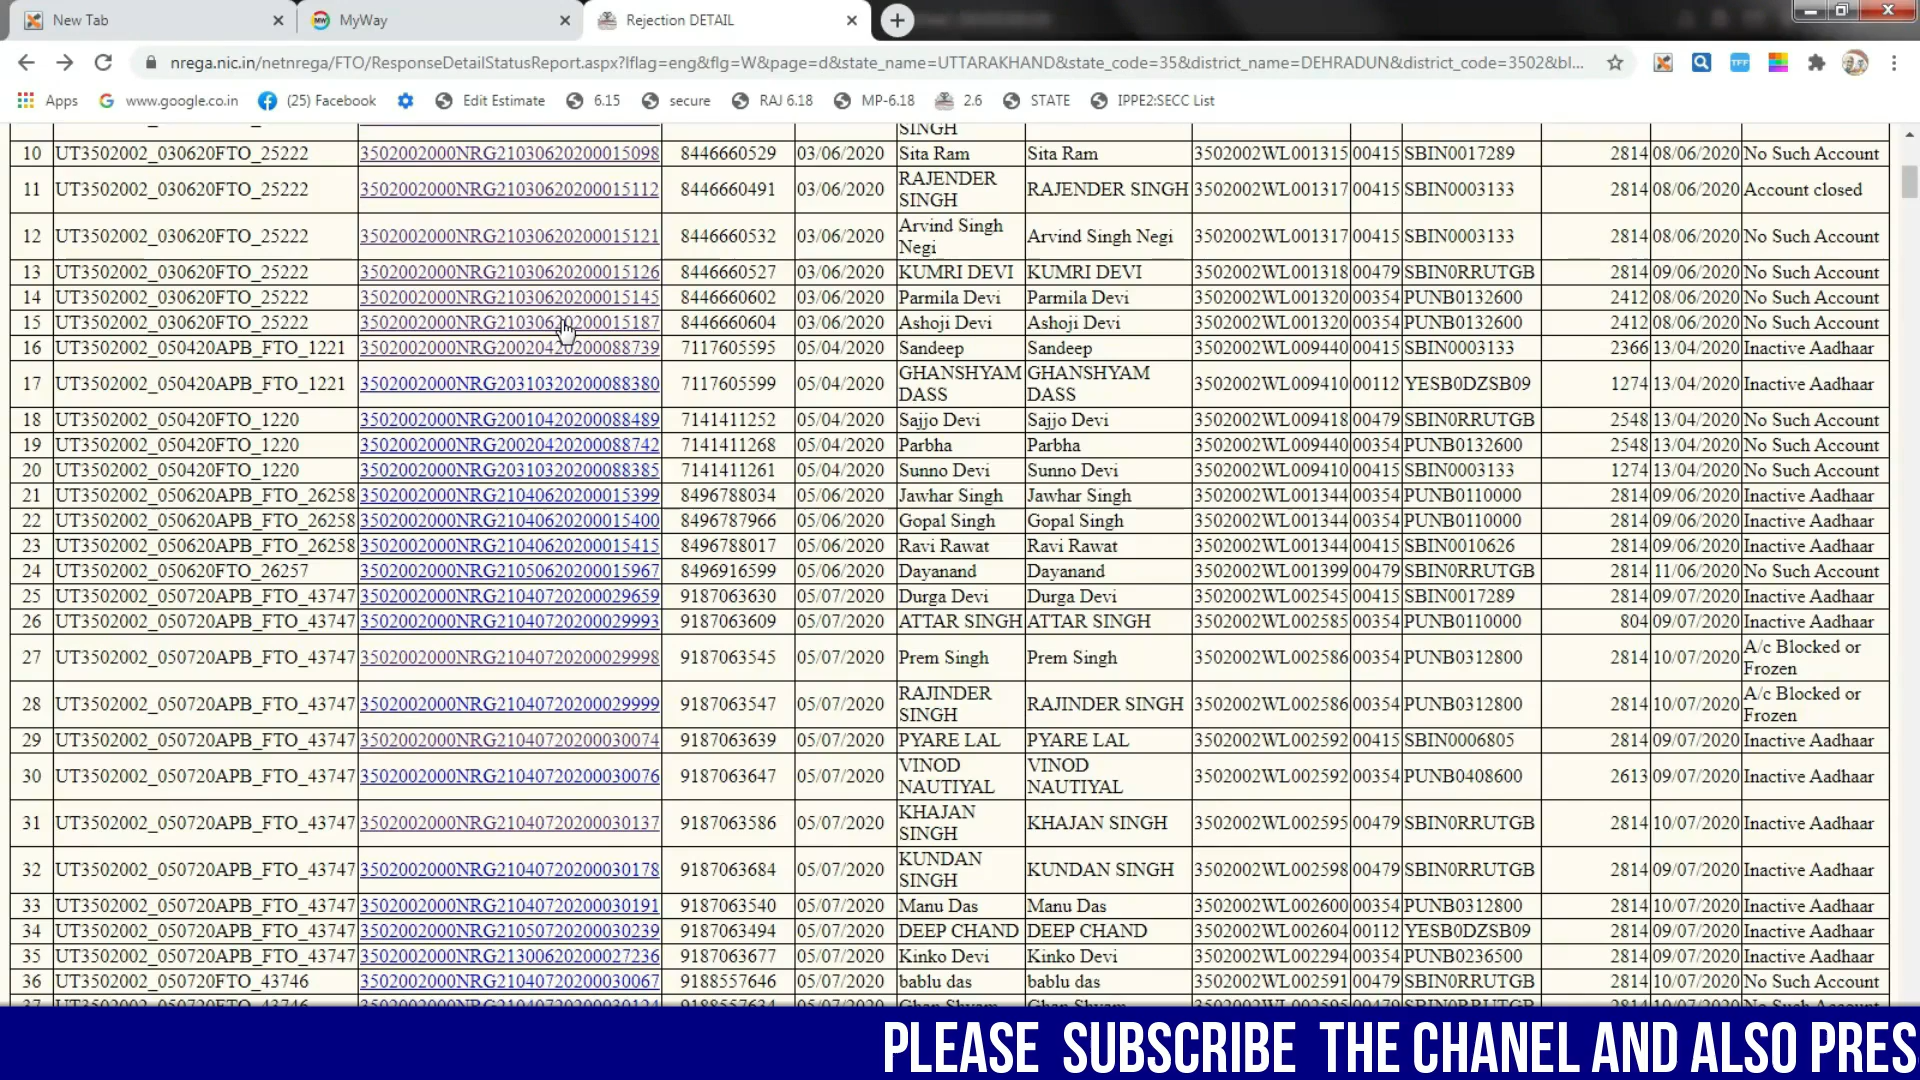 New Tab
MyWay
Rejection DETAIL
nrega.nic.in/netnrega/FTO/ResponseDetailStatusReport.aspx?lflag=eng&flg=W&page=d&state_name=UTTARAKHAND&state_code=35&district_name=DEHRADUN&district_code=3502&bl...
TFF
Apps www.google.co.in (25) Facebook Edit Estimate 6.15 secure RAJ 6.18 MP-6.18 2.6 STATE IPPE2:SECC List
SINGH
10 UT3502002_030620FTO_25222 3502002000NRG21030620200015098 8446660529 03/06/2020 Sita Ram Sita Ram 3502002WL001315 00415 SBIN0017289 2814 08/06/2020 No Such Account
11 UT3502002_030620FTO_25222 3502002000NRG21030620200015112 8446660491 03/06/2020 RAJENDER SINGH RAJENDER SINGH 3502002WL001317 00415 SBIN0003133 2814 08/06/2020 Account closed
12 UT3502002_030620FTO_25222 3502002000NRG21030620200015121 8446660532 03/06/2020 Arvind Singh Negi Arvind Singh Negi 3502002WL001317 00415 SBIN0003133 2814 08/06/2020 No Such Account
13 UT3502002_030620FTO_25222 3502002000NRG21030620200015126 8446660527 03/06/2020 KUMRI DEVI KUMRI DEVI 3502002WL001318 00479 SBIN0RRUTGB 2814 09/06/2020 No Such Account
14 UT3502002_030620FTO_25222 3502002000NRG21030620200015145 8446660602 03/06/2020 Parmila Devi Parmila Devi 3502002WL001320 00354 PUNB0132600 2412 08/06/2020 No Such Account
15 UT3502002_030620FTO_25222 3502002000NRG21030620200015187 8446660604 03/06/2020 Ashoji Devi Ashoji Devi 3502002WL001320 00354 PUNB0132600 2412 08/06/2020 No Such Account
16 UT3502002_050420APB_FTO_1221 3502002000NRG20020420200088739 7117605595 05/04/2020 Sandeep Sandeep 3502002WL009440 00415 SBIN0003133 2366 13/04/2020 Inactive Aadhaar
17 UT3502002_050420APB_FTO_1221 3502002000NRG20310320200088380 7117605599 05/04/2020 GHANSHYAM DASS GHANSHYAM DASS 3502002WL009410 00112 YESB0DZSB09 1274 13/04/2020 Inactive Aadhaar
18 UT3502002_050420FTO_1220 3502002000NRG20010420200088489 7141411252 05/04/2020 Sajjo Devi Sajjo Devi 3502002WL009418 00479 SBIN0RRUTGB 2548 13/04/2020 No Such Account
19 UT3502002_050420FTO_1220 3502002000NRG20020420200088742 7141411268 05/04/2020 Parbha Parbha 3502002WL009440 00354 PUNB0132600 2548 13/04/2020 No Such Account
20 UT3502002_050420FTO_1220 3502002000NRG20310320200088385 7141411261 05/04/2020 Sunno Devi Sunno Devi 3502002WL009410 00415 SBIN0003133 1274 13/04/2020 No Such Account
21 UT3502002_050620APB_FTO_26258 3502002000NRG21040620200015399 8496788034 05/06/2020 Jawhar Singh Jawhar Singh 3502002WL001344 00354 PUNB0110000 2814 09/06/2020 Inactive Aadhaar
22 UT3502002_050620APB_FTO_26258 3502002000NRG21040620200015400 8496787966 05/06/2020 Gopal Singh Gopal Singh 3502002WL001344 00354 PUNB0110000 2814 09/06/2020 Inactive Aadhaar
23 UT3502002_050620APB_FTO_26258 3502002000NRG21040620200015415 8496788017 05/06/2020 Ravi Rawat Ravi Rawat 3502002WL001344 00415 SBIN0010626 2814 09/06/2020 Inactive Aadhaar
24 UT3502002_050620FTO_26257 3502002000NRG21050620200015967 8496916599 05/06/2020 Dayanand Dayanand 3502002WL001399 00479 SBIN0RRUTGB 2814 11/06/2020 No Such Account
25 UT3502002_050720APB_FTO_43747 3502002000NRG21040720200029659 9187063630 05/07/2020 Durga Devi Durga Devi 3502002WL002545 00415 SBIN0017289 2814 09/07/2020 Inactive Aadhaar
26 UT3502002_050720APB_FTO_43747 3502002000NRG21040720200029993 9187063609 05/07/2020 ATTAR SINGH ATTAR SINGH 3502002WL002585 00354 PUNB0110000 804 09/07/2020 Inactive Aadhaar
27 UT3502002_050720APB_FTO_43747 3502002000NRG21040720200029998 9187063545 05/07/2020 Prem Singh Prem Singh 3502002WL002586 00354 PUNB0312800 2814 10/07/2020 A/c Blocked or Frozen
28 UT3502002_050720APB_FTO_43747 3502002000NRG21040720200029999 9187063547 05/07/2020 RAJINDER SINGH RAJINDER SINGH 3502002WL002586 00354 PUNB0312800 2814 10/07/2020 A/c Blocked or Frozen
29 UT3502002_050720APB_FTO_43747 3502002000NRG21040720200030074 9187063639 05/07/2020 PYARE LAL PYARE LAL 3502002WL002592 00415 SBIN0006805 2814 09/07/2020 Inactive Aadhaar
30 UT3502002_050720APB_FTO_43747 3502002000NRG21040720200030076 9187063647 05/07/2020 VINOD NAUTIYAL VINOD NAUTIYAL 3502002WL002592 00354 PUNB0408600 2613 09/07/2020 Inactive Aadhaar
31 UT3502002_050720APB_FTO_43747 3502002000NRG21040720200030137 9187063586 05/07/2020 KHAJAN SINGH KHAJAN SINGH 3502002WL002595 00479 SBIN0RRUTGB 2814 10/07/2020 Inactive Aadhaar
32 UT3502002_050720APB_FTO_43747 3502002000NRG21040720200030178 9187063684 05/07/2020 KUNDAN SINGH KUNDAN SINGH 3502002WL002598 00479 SBIN0RRUTGB 2814 09/07/2020 Inactive Aadhaar
33 UT3502002_050720APB_FTO_43747 3502002000NRG21040720200030191 9187063540 05/07/2020 Manu Das Manu Das 3502002WL002600 00354 PUNB0312800 2814 10/07/2020 Inactive Aadhaar
34 UT3502002_050720APB_FTO_43747 3502002000NRG21050720200030239 9187063494 05/07/2020 DEEP CHAND DEEP CHAND 3502002WL002604 00112 YESB0DZSB09 2814 09/07/2020 Inactive Aadhaar
35 UT3502002_050720APB_FTO_43747 3502002000NRG21300620200027236 9187063677 05/07/2020 Kinko Devi Kinko Devi 3502002WL002294 00354 PUNB0236500 2814 09/07/2020 Inactive Aadhaar
36 UT3502002_050720FTO_43746 3502002000NRG21040720200030067 9188557646 05/07/2020 bablu das bablu das 3502002WL002591 00479 SBIN0RRUTGB 2814 10/07/2020 No Such Account
PLEASE SUBSCRIBE THE CHANEL AND ALSO PRES